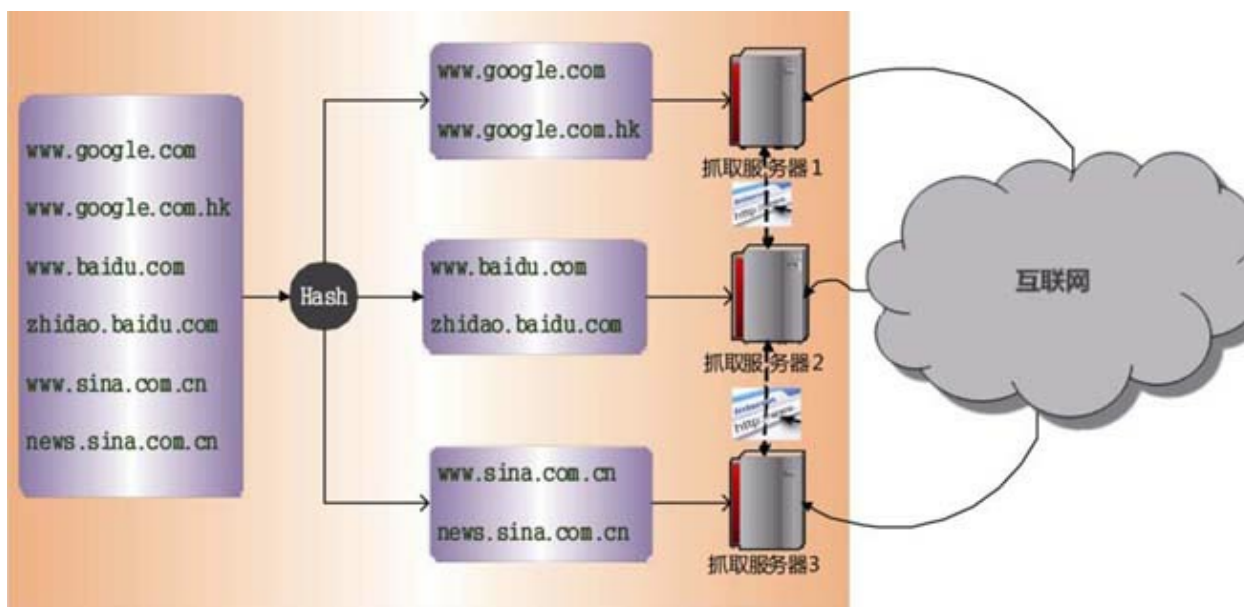 www.google.com
www.google.com.hk
www.baidu.com
zhidao.baidu.com
www.sina.com.cn
news.sina.com.cn
Hash
www.google.com
www.google.com.hk
www.baidu.com
zhidao.baidu.com
www.sina.com.cn
news.sina.com.cn
抓取服务器1
抓取服务器2
抓取服务器3
互联网